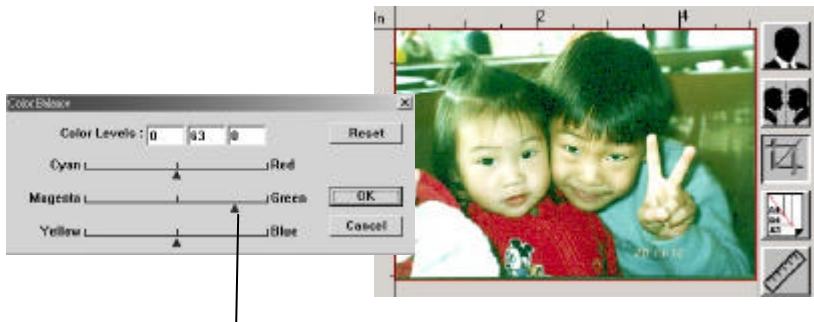 In
2
4
Color Balance
Color Levels : 0 63 0
Reset
Cyan
Red
Magenta
Green
OK
Yellow
Blue
Cancel